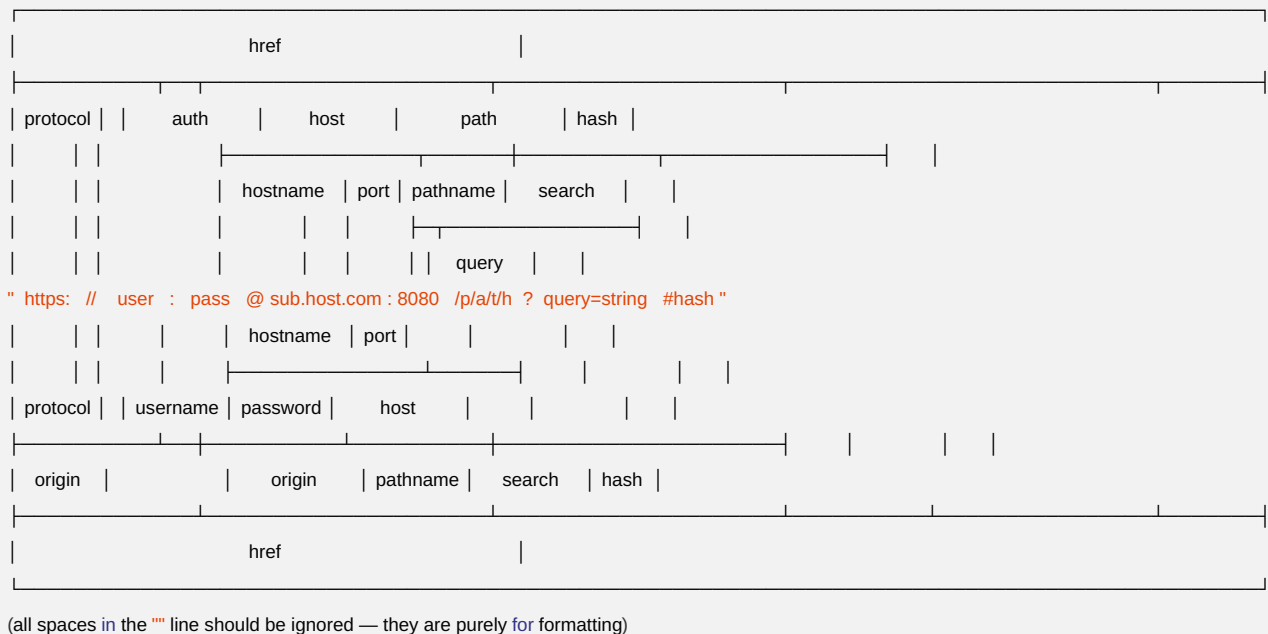 href
protocol auth host path hash
hostname port pathname search
query
" https: // user : pass @ sub.host.com : 8080 /p/a/t/h ? query=string #hash "
hostname port
protocol username password host
origin origin pathname search hash
href
(all spaces in the "" line should be ignored — they are purely for formatting)